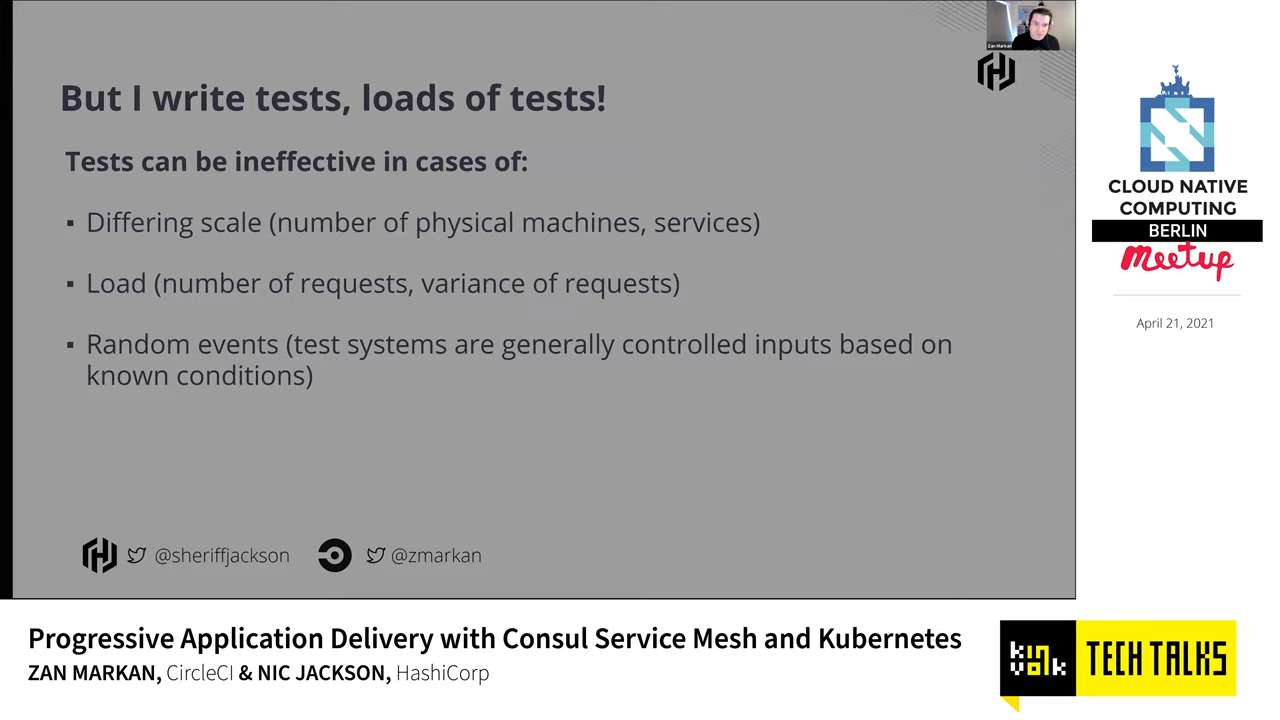 Zan Markan
But I write tests, loads of tests!
Tests can be ineffective in cases of:
▪ Differing scale (number of physical machines, services)
▪ Load (number of requests, variance of requests)
▪ Random events (test systems are generally controlled inputs based on
known conditions)
@sheriffjackson @zmarkan
CLOUD NATIVE
COMPUTING
BERLIN
meetup
April 21, 2021
Progressive Application Delivery with Consul Service Mesh and Kubernetes
ZAN MARKAN, CircleCI & NIC JACKSON, HashiCorp
kinvolk
TECH TALKS